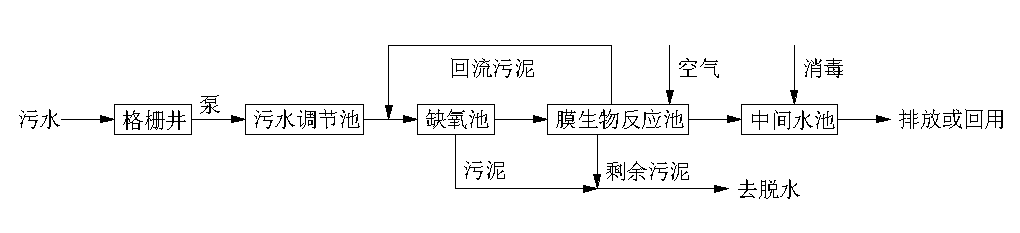 回流污泥
空气
消毒
污水
格栅井
泵
污水调节池
缺氧池
膜生物反应池
中间水池
排放或回用
污泥
剩余污泥
去脱水